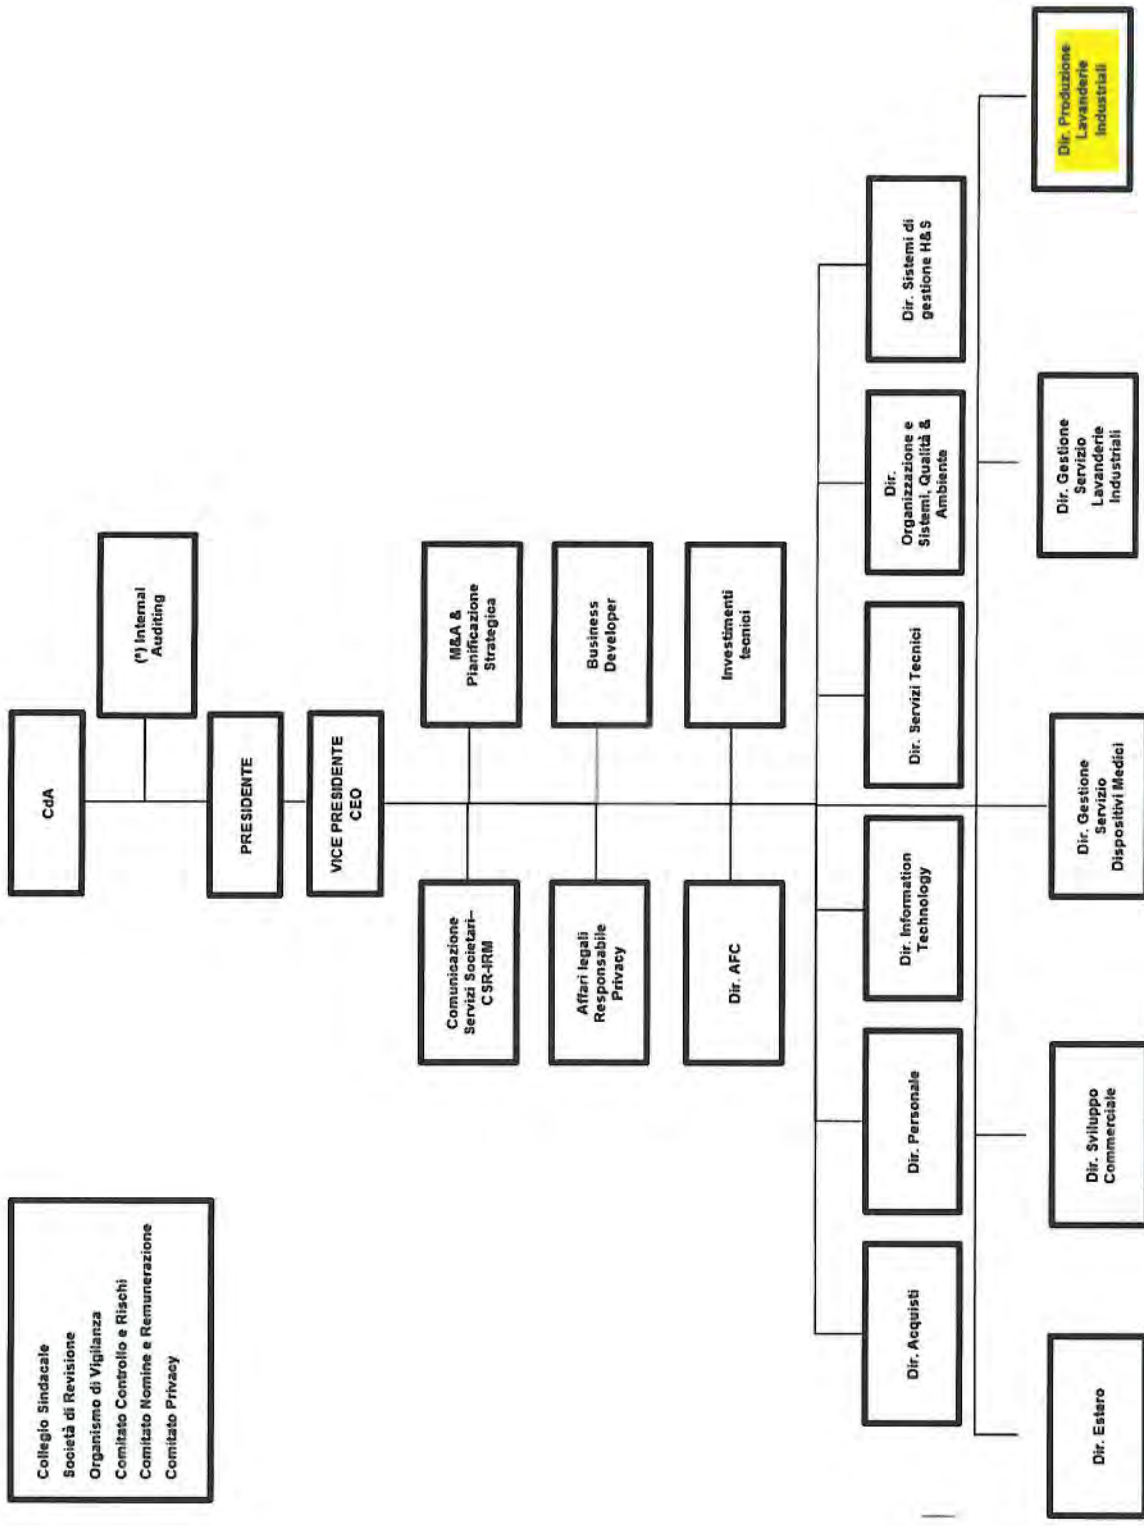 Collegio Sindacale
Società di Revisione
Organismo di Vigilanza
Comitato Controllo e Rischi
Comitato Nomine e Remunerazione
Comitato Privacy
CdA
(*) Internal
Auditing
PRESIDENTE
VICE PRESIDENTE
CEO
Comunicazione
Servizi Societari–
CSR-IRM
M&A &
Pianificazione
Strategica
Affari legali
Responsabile
Privacy
Business
Developer
Dir. AFC
Investimenti
tecnici
Dir. Acquisti
Dir. Personale
Dir. Information
Technology
Dir. Servizi Tecnici
Dir.
Organizzazione e
Sistemi, Qualità &
Ambiente
Dir. Sistemi di
gestione H&S
Dir. Estero
Dir. Sviluppo
Commerciale
Dir. Gestione
Servizio
Dispositivi Medici
Dir. Gestione
Servizio
Lavanderie
Industriali
Dir. Produzione
Lavanderie
Industriali